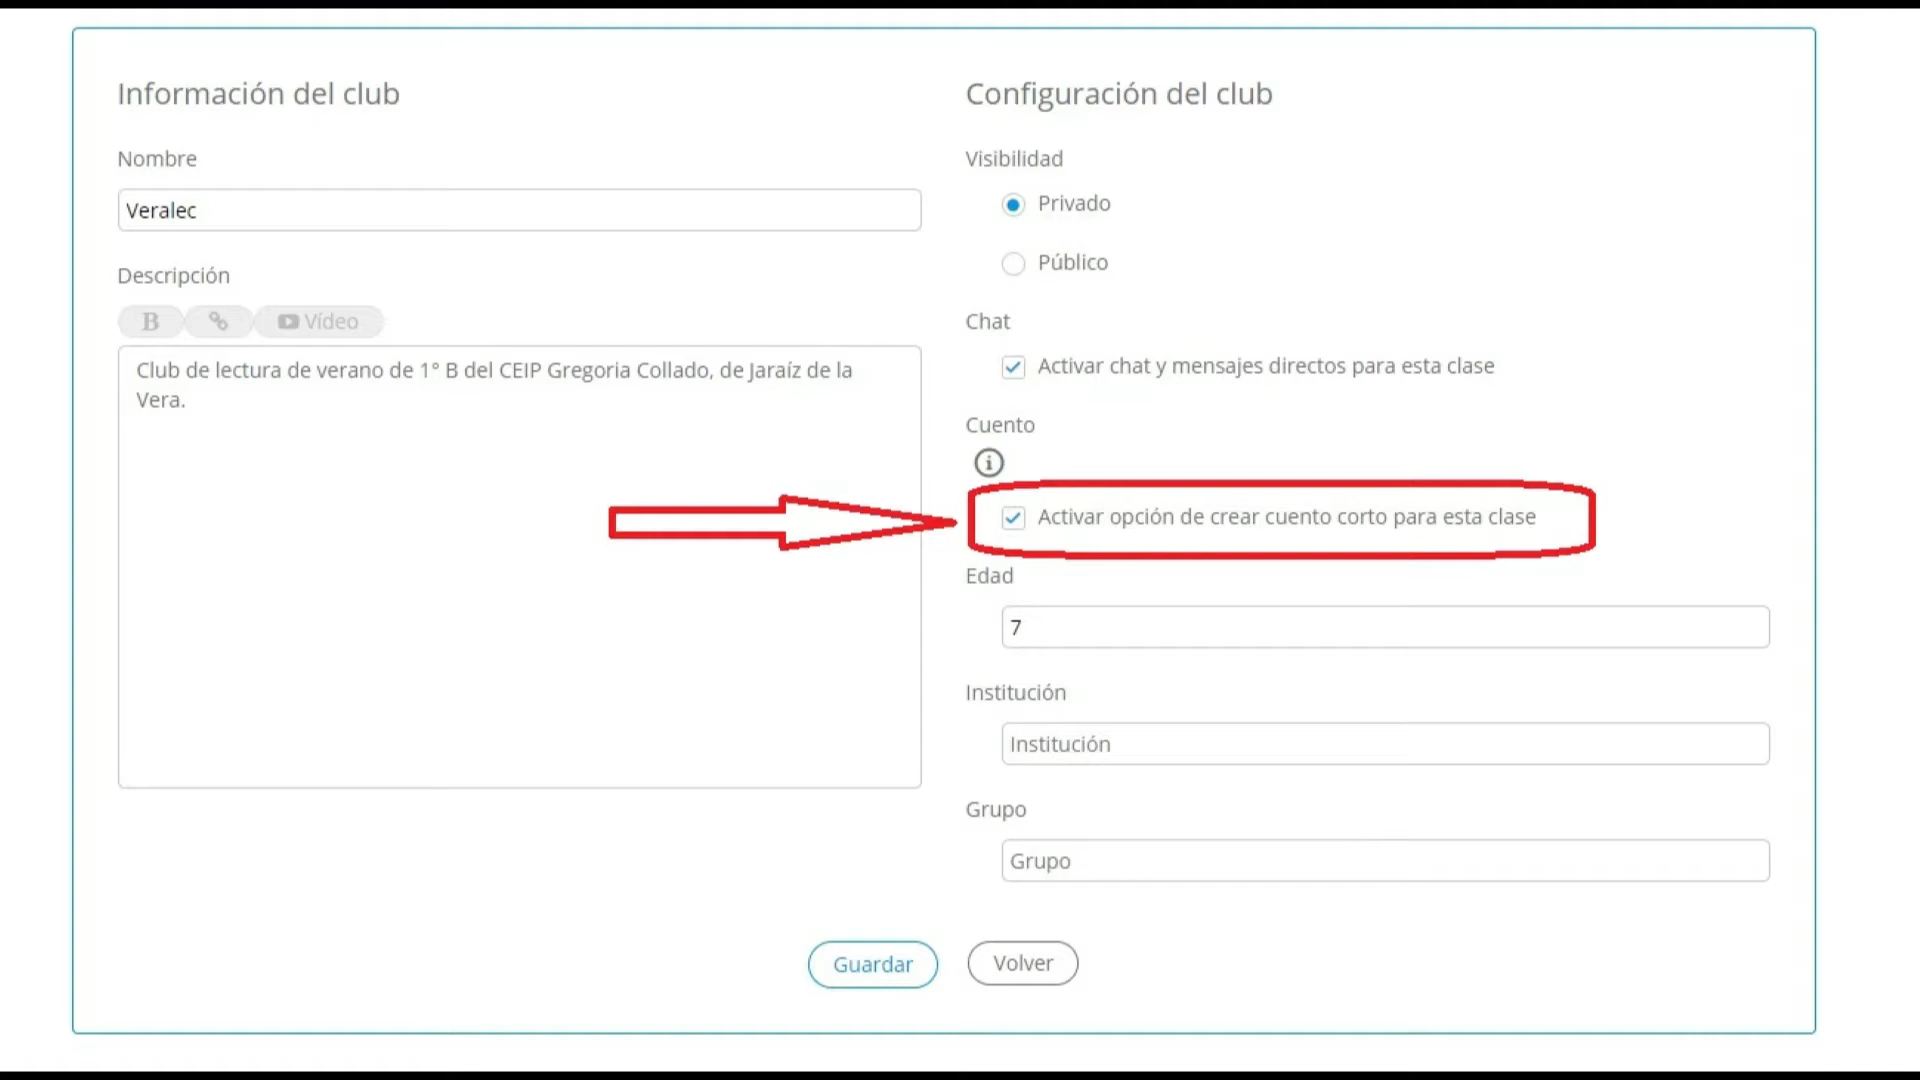 Información del club
Nombre
Veralec
Descripción
B
Vídeo
Club de lectura de verano de 1º B del CEIP Gregoria Collado, de Jaraíz de la
Vera.
Configuración del club
Visibilidad
Privado
Público
Chat
Activar chat y mensajes directos para esta clase
Cuento
Activar opción de crear cuento corto para esta clase
Edad
7
Institución
Institución
Grupo
Grupo
Guardar
Volver